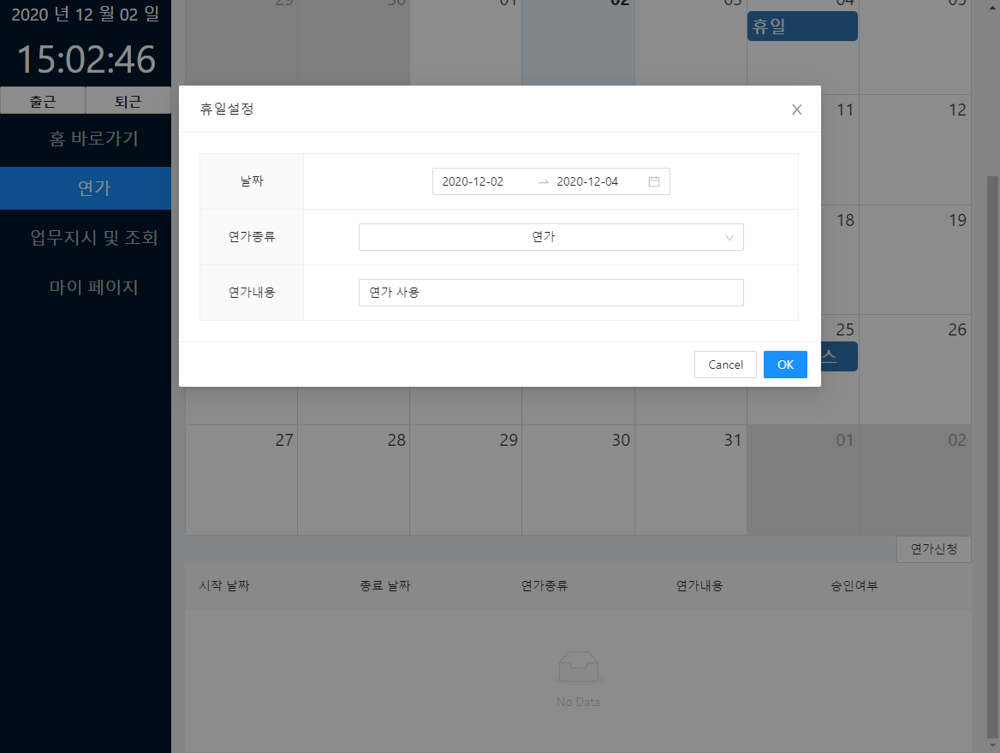 2020 년 12 월 02 일
15:02:46
출근 퇴근
홈 바로가기
연가
업무지시 및 조회
마이 페이지
29 30 01 02 03 04 05
휴일
11 12
18 19
25 26
스
27 28 29 30 31 01 02
휴일설정
날짜 2020-12-02 → 2020-12-04
연가종류 연가
연가내용 연가 사용
Cancel OK
연가신청
시작 날짜 종료 날짜 연가종류 연가내용 승인여부
No Data